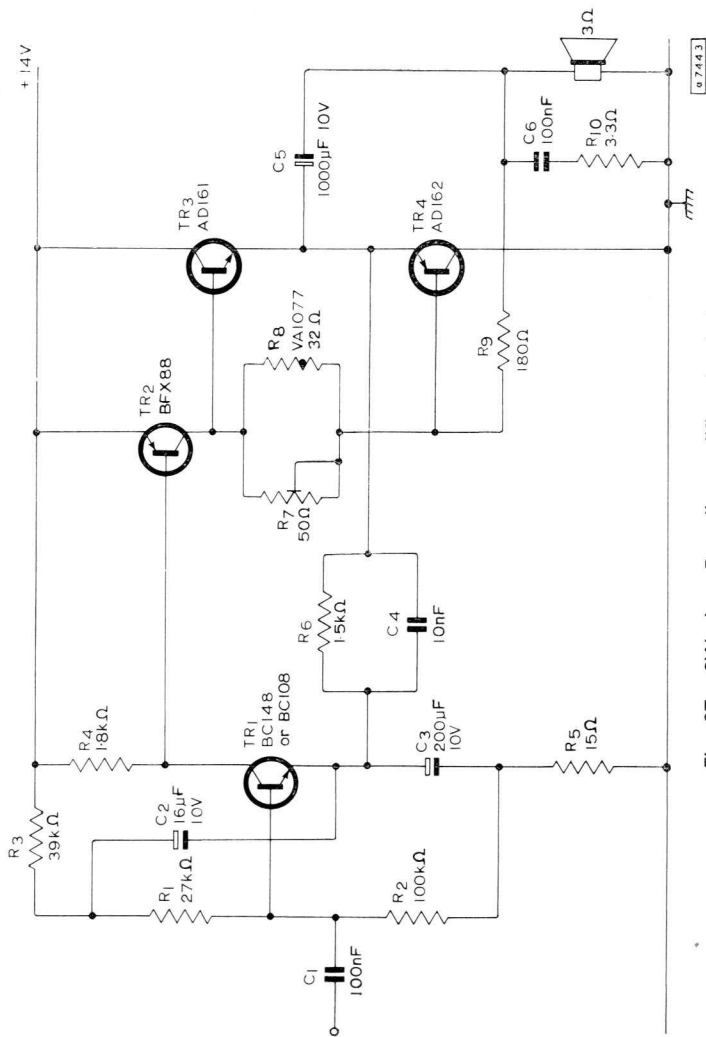 +14V
R3
39kΩ
R4
1·8kΩ
C2
16μF
10V
R1
27kΩ
TR1
BC148
or BC108
C1
100nF
R2
100kΩ
C3
200μF
10V
R5
15Ω
R6
1·5kΩ
C4
10nF
TR2
BFX88
R7
50Ω
R8
VA1077
32Ω
TR3
AD161
C5
1000μF 10V
TR4
AD162
R9
180Ω
C6
100nF
R10
3·3Ω
3Ω
a7443